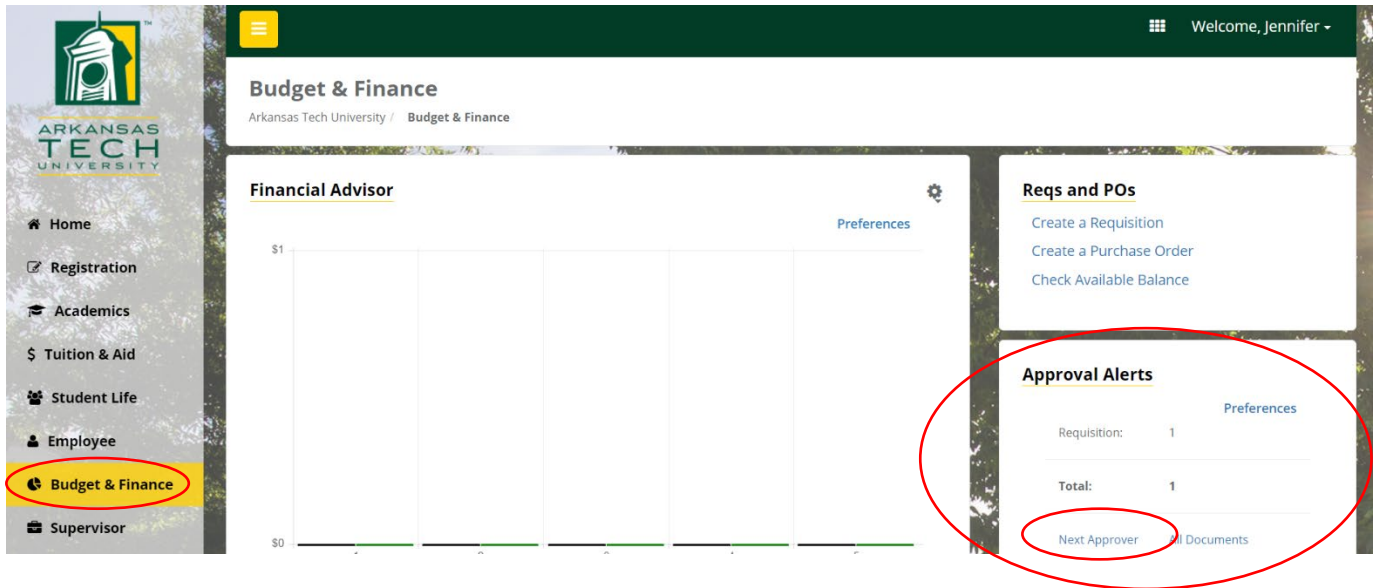 ARKANSAS
TECH
UNIVERSITY
Home
Registration
Academics
$ Tuition & Aid
Student Life
Employee
Budget & Finance
Supervisor
Welcome, Jennifer
Budget & Finance
Arkansas Tech University / Budget & Finance
Financial Advisor
Preferences
$1
$0
Reqs and POs
Create a Requisition
Create a Purchase Order
Check Available Balance
Approval Alerts
Preferences
Requisition: 1
Total: 1
Next Approver All Documents